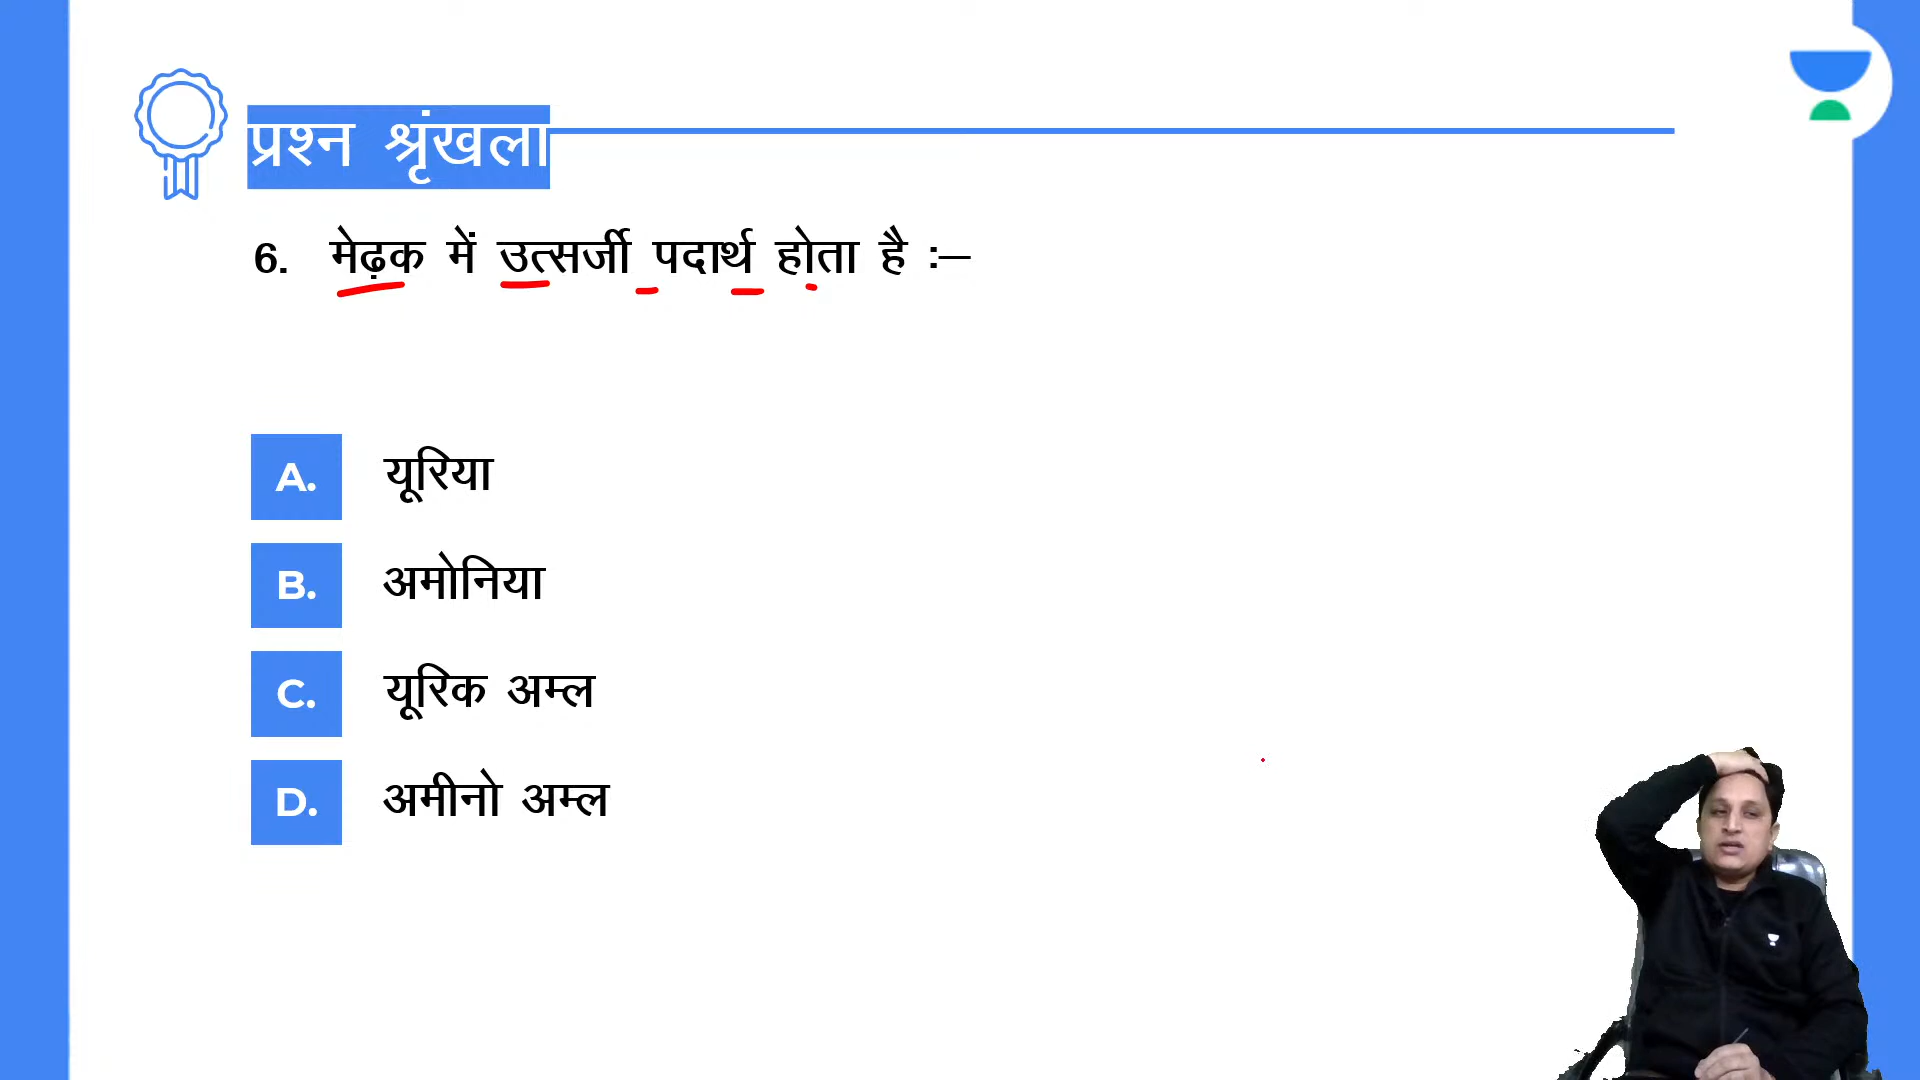 प्रश्न श्रृंखला
6. मेढ़क में उत्सर्जी पदार्थ होता है :–
A. यूरिया
B. अमोनिया
C. यूरिक अम्ल
D. अमीनो अम्ल